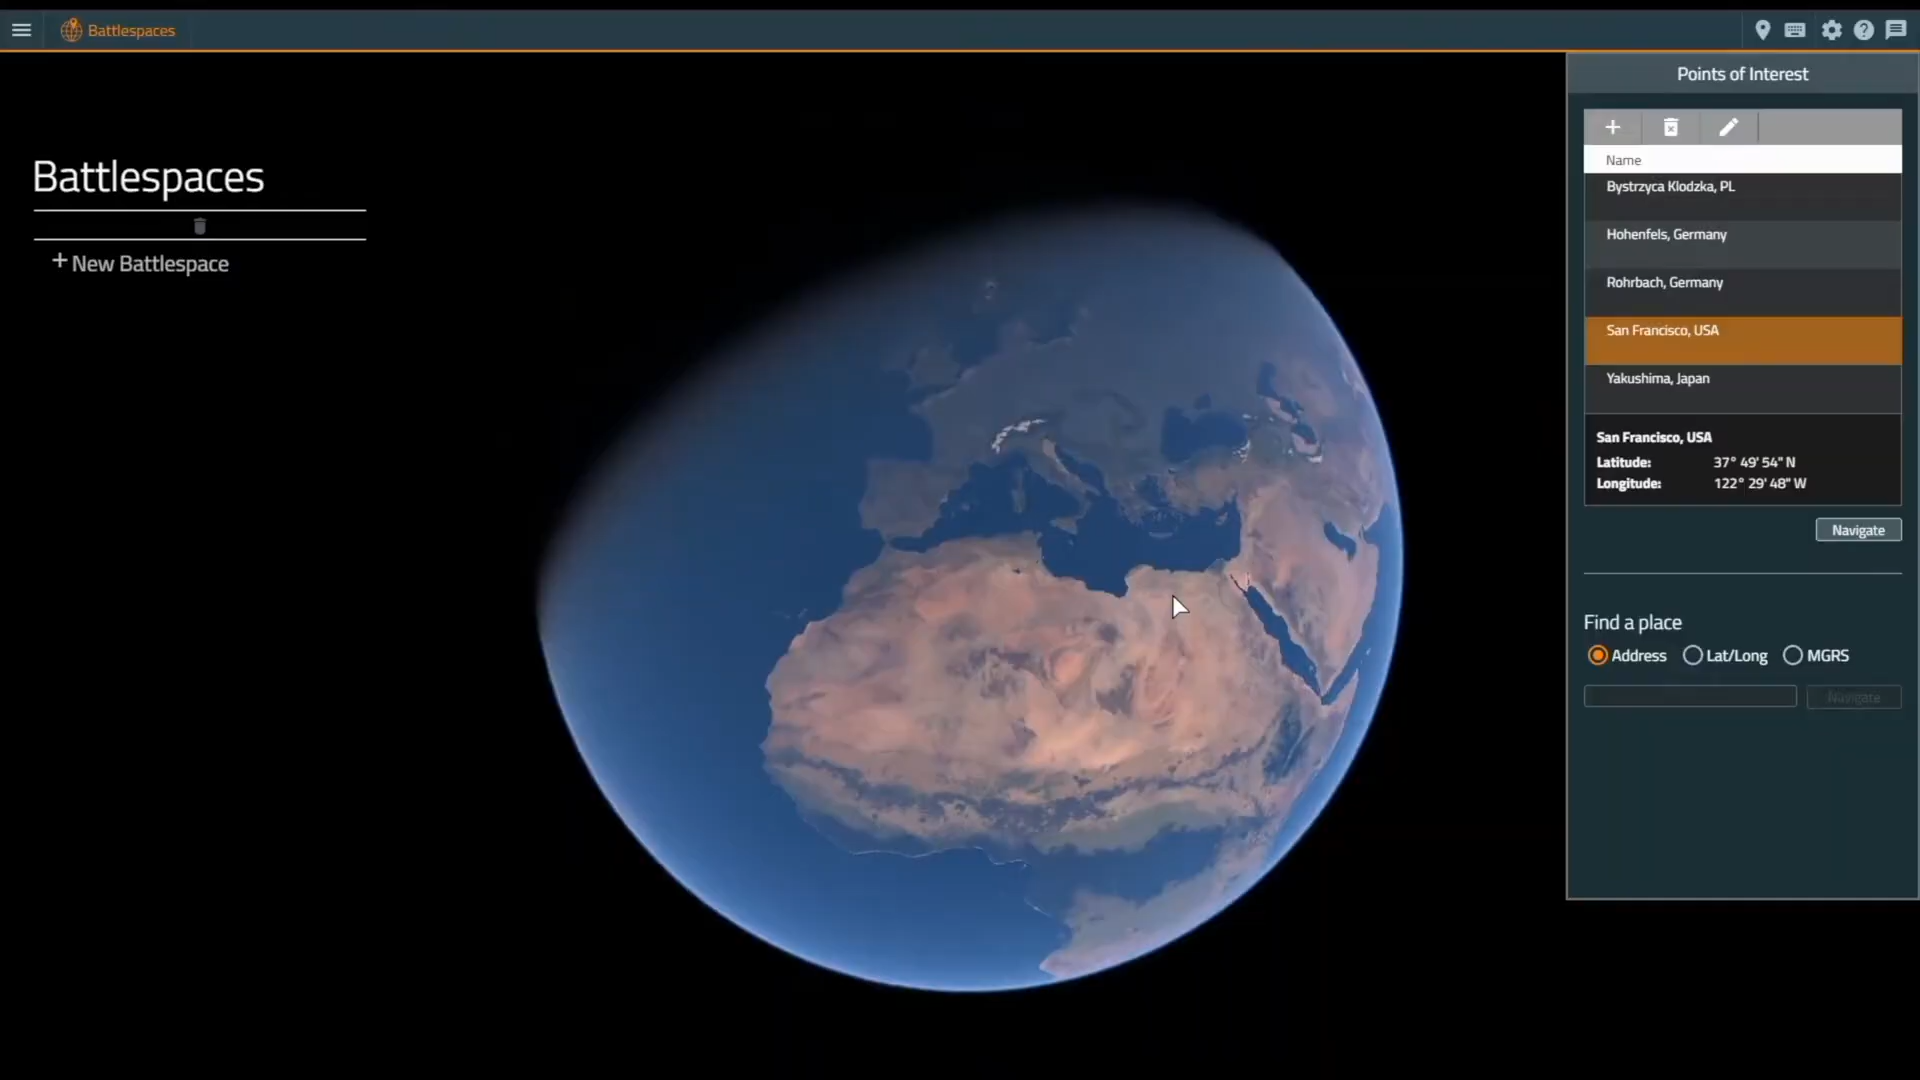 Battlespaces
Points of Interest
Battlespaces
New Battlespace
Name
Bystrzyca Klodzka, PL
Hohenfels, Germany
Rohrbach, Germany
San Francisco, USA
Yakushima, Japan
San Francisco, USA
Latitude: 37° 49' 54" N
Longitude: 122° 29' 48" W
Navigate
Find a place
Address Lat/Long MGRS
Navigate